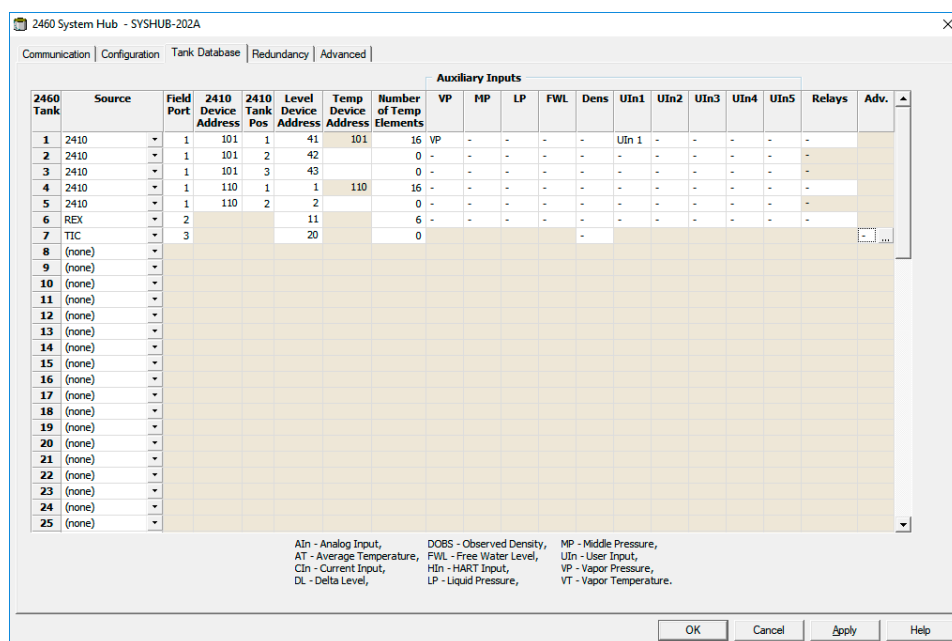 2460 System Hub - SYSHUB-202A
Communication Configuration Tank Database Redundancy Advanced
Auxiliary Inputs
2460 Tank Source Field Port 2410 Device Address 2410 Tank Pos Level Device Address Temp Device Address Number of Temp Elements VP MP LP FWL Dens UIn1 UIn2 UIn3 UIn4 UIn5 Relays Adv.
1 2410 1 101 1 41 101 16 VP - - - - UIn 1 - - - - -
2 2410 1 101 2 42 0 - - - - - - - - - - -
3 2410 1 101 3 43 0 - - - - - - - - - - -
4 2410 1 110 1 1 110 16 - - - - - - - - - - -
5 2410 1 110 2 2 0 - - - - - - - - - - -
6 REX 2 11 6 - - - - - - - - - - -
7 TIC 3 20 0 - - ...
8 (none)
9 (none)
10 (none)
11 (none)
12 (none)
13 (none)
14 (none)
15 (none)
16 (none)
17 (none)
18 (none)
19 (none)
20 (none)
21 (none)
22 (none)
23 (none)
24 (none)
25 (none)
AIn - Analog Input, DOBS - Observed Density, MP - Middle Pressure,
AT - Average Temperature, FWL - Free Water Level, UIn - User Input,
CIn - Current Input, HIn - HART Input, VP - Vapor Pressure,
DL - Delta Level, LP - Liquid Pressure, VT - Vapor Temperature.
OK Cancel Apply Help